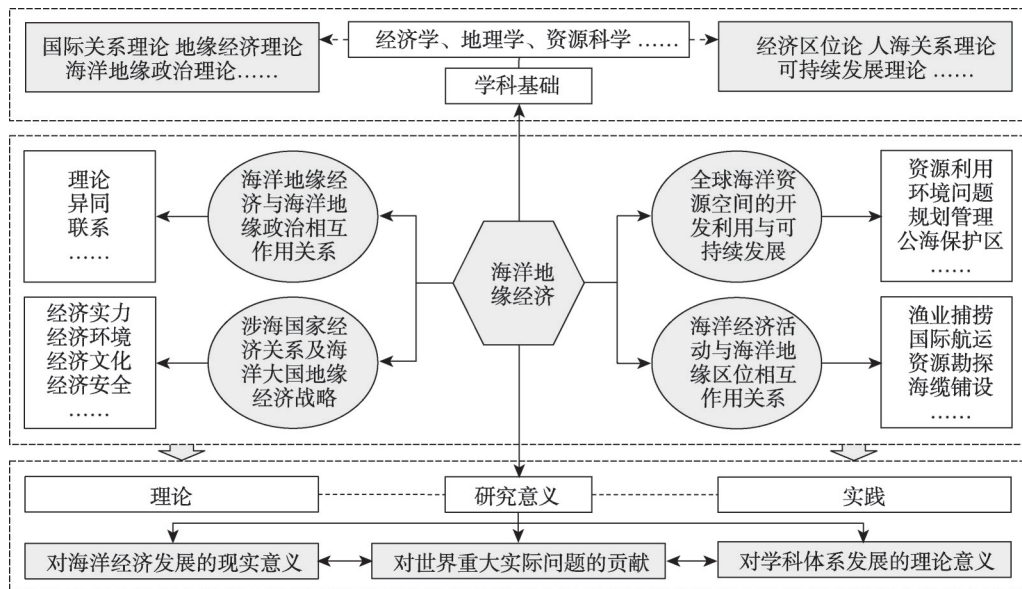 国际关系理论 地缘经济理论
海洋地缘政治理论……
经济学、地理学、资源科学 ……
经济区位论 人海关系理论
可持续发展理论 ……
学科基础
理论
异同
联系
……
海洋地缘经
济与海洋地
缘政治相互
作用关系
全球海洋资
源空间的开
发利用与可
持续发展
资源利用
环境问题
规划管理
公海保护区
……
海洋地
缘经济
经济实力
经济环境
经济文化
经济安全
……
涉海国家经
济关系及海
洋大国地缘
经济战略
海洋经济活
动与海洋地
缘区位相互
作用关系
渔业捕捞
国际航运
资源勘探
海缆铺设
……
理论
研究意义
实践
对海洋经济发展的现实意义
对世界重大实际问题的贡献
对学科体系发展的理论意义